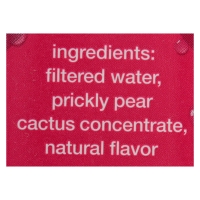 ingredients:
filtered water,
prickly pear
cactus concentrate,
natural flavor